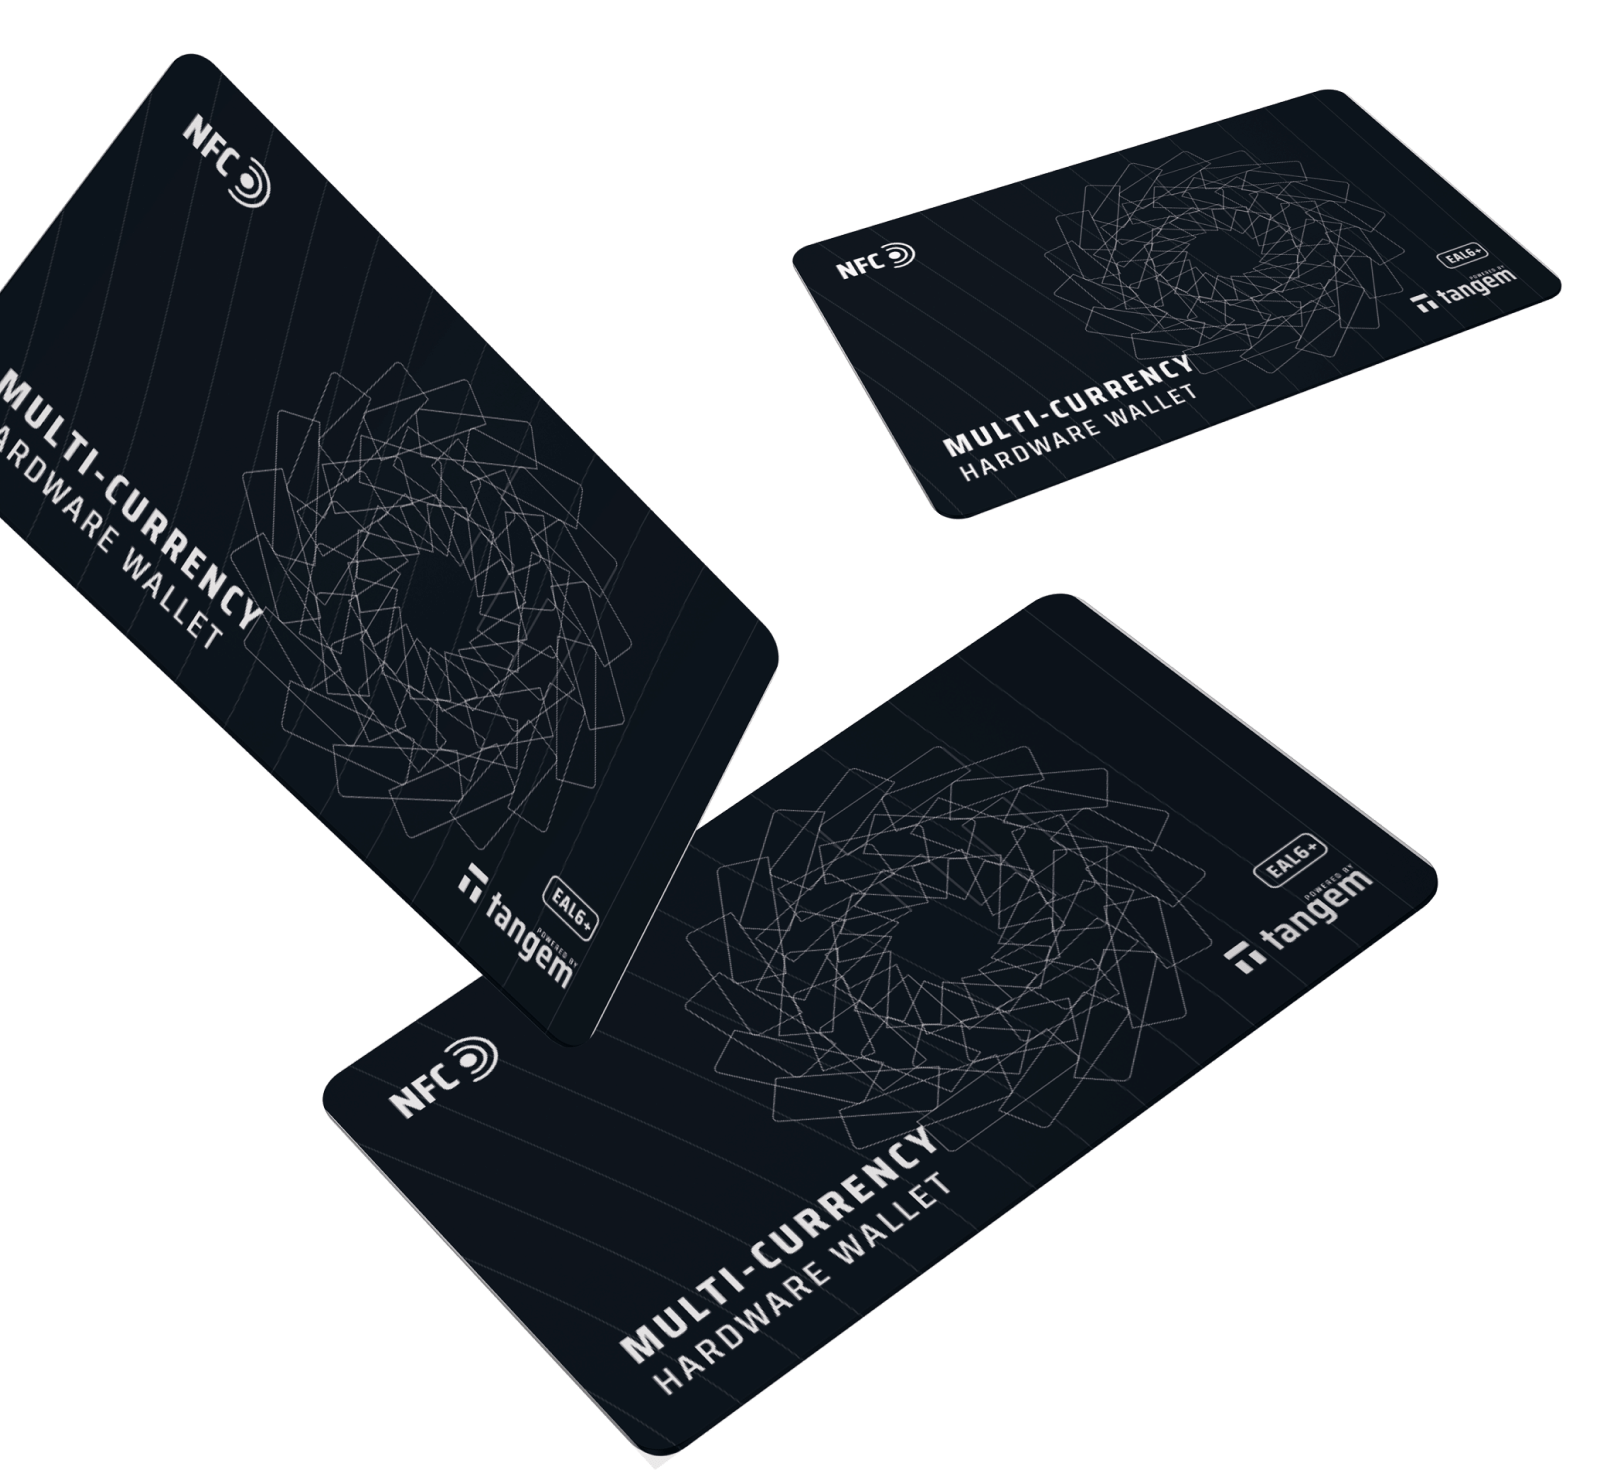 NFC
MULTI-CURRENCY
ARDWARE WALLET
EAL6+
POWERED BY
tangem
NFC
EAL6+
POWERED BY
tangem
MULTI-CURRENCY
HARDWARE WALLET
EAL6+
POWERED BY
tangem
NFC
MULTI-CURRENCY
HARDWARE WALLET